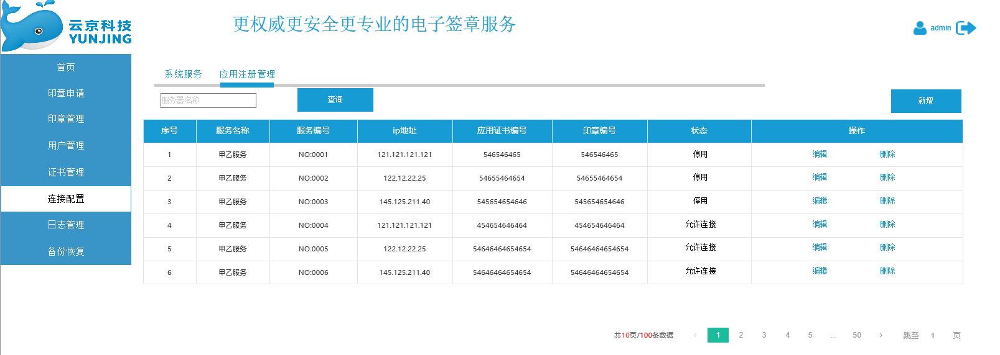 云京科技
YUNJING
更权威更安全更专业的电子签章服务
admin
首页
印章申请
印章管理
用户管理
证书管理
连接配置
日志管理
备份恢复
系统服务 应用注册管理
服务器名称 查询 新增
序号 服务名称 服务编号 ip地址 应用证书编号 印章编号 状态 操作
1 甲乙服务 NO:0001 121.121.121.121 546546465 546546465 停用 编辑 删除
2 甲乙服务 NO:0002 122.12.22.25 54655464654 54655464654 停用 编辑 删除
3 甲乙服务 NO:0003 145.125.211.40 545654654646 545654654646 停用 编辑 删除
4 甲乙服务 NO:0004 121.121.121.121 454654646464 454654646464 允许连接 编辑 删除
5 甲乙服务 NO:0005 122.12.22.25 54646464654654 54646464654654 允许连接 编辑 删除
6 甲乙服务 NO:0006 145.125.211.40 54646464654654 54646464654654 允许连接 编辑 删除
共10页/100条数据 ‹ 1 2 3 4 5 ... 50 › 跳至 1 页